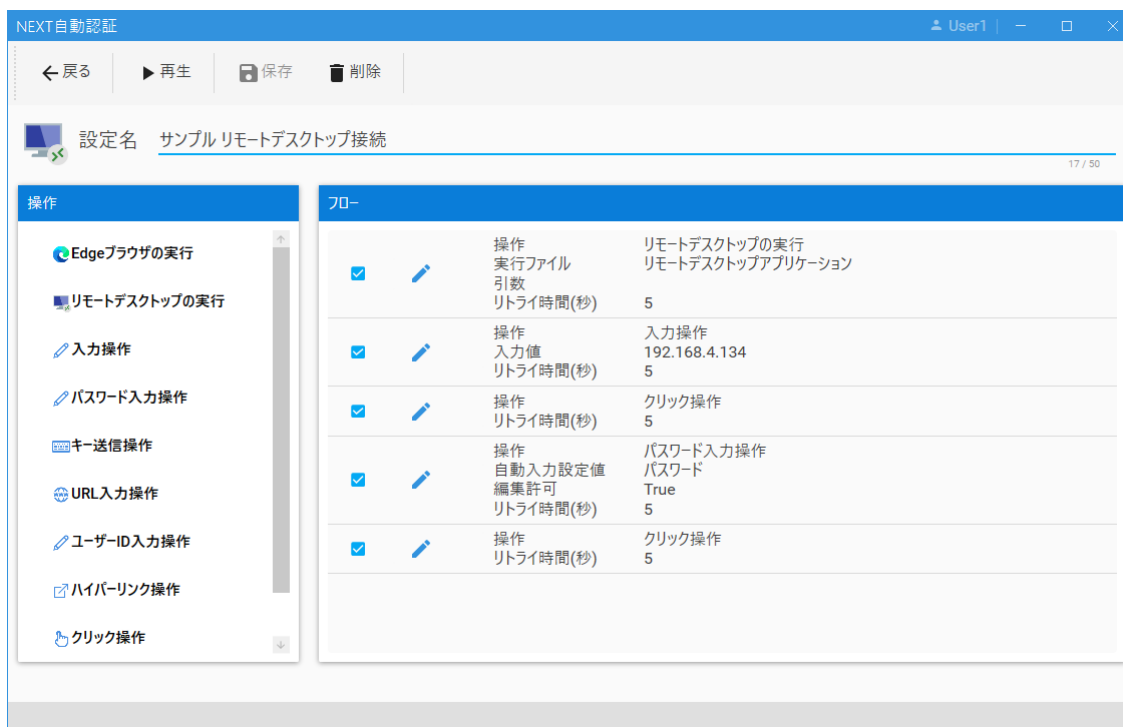 NEXT自動認証
User1
戻る
再生
保存
削除
設定名 サンプル リモートデスクトップ接続
17 / 50
操作
Edgeブラウザの実行
リモートデスクトップの実行
入力操作
パスワード入力操作
キー送信操作
URL入力操作
ユーザーID入力操作
ハイパーリンク操作
クリック操作
フロー
操作 リモートデスクトップの実行
実行ファイル リモートデスクトップアプリケーション
引数
リトライ時間(秒) 5
操作 入力操作
入力値 192.168.4.134
リトライ時間(秒) 5
操作 クリック操作
リトライ時間(秒) 5
操作 パスワード入力操作
自動入力設定値 パスワード
編集許可 True
リトライ時間(秒) 5
操作 クリック操作
リトライ時間(秒) 5